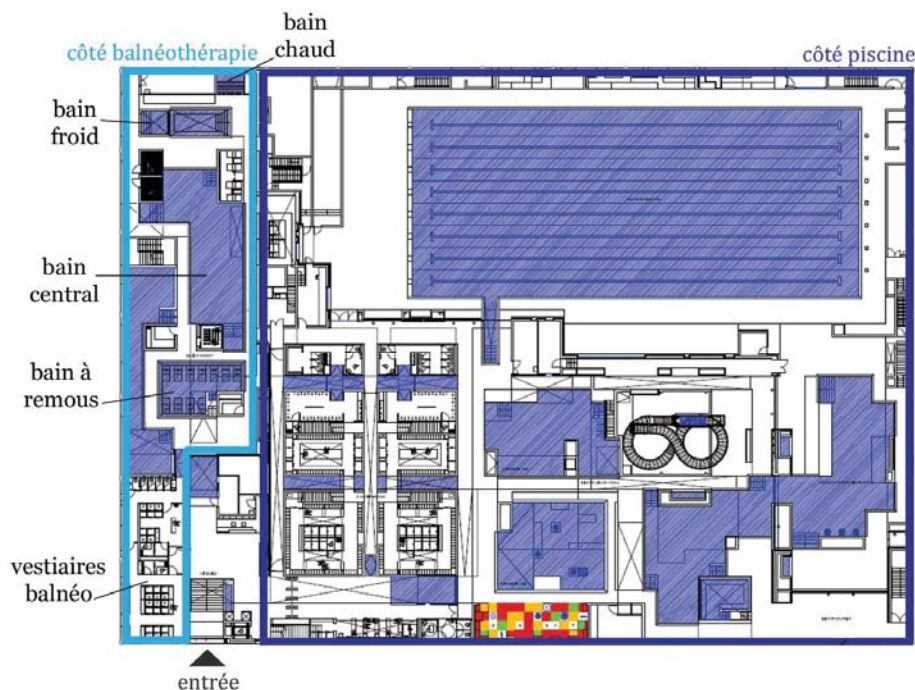 bain
chaud
côté balnéothérapie
côté piscine
bain
froid
bain
central
bain à
remous
vestiaires
balnéo
entrée